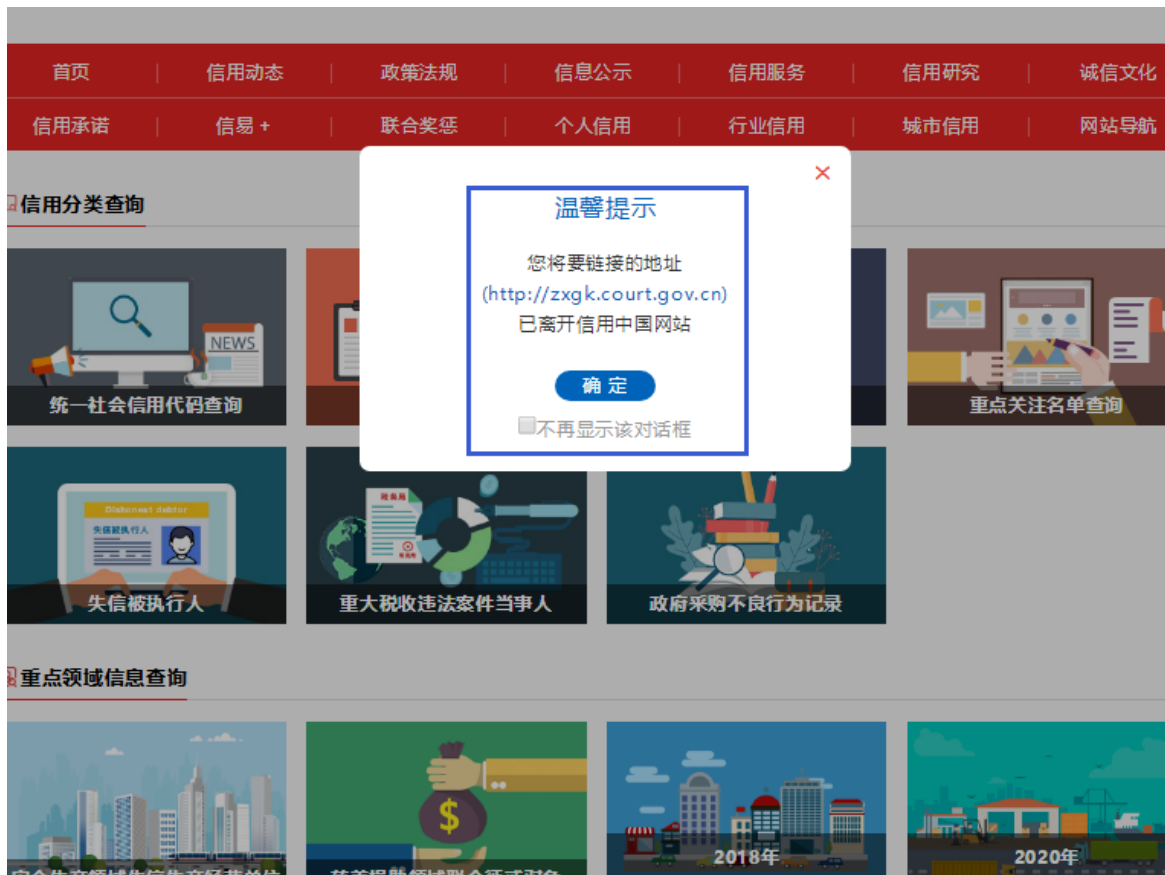 首页
信用动态
政策法规
信息公示
信用服务
信用研究
诚信文化
信用承诺
信易 +
联合奖惩
个人信用
行业信用
城市信用
网站导航
信用分类查询
温馨提示
您将要链接的地址
(http://zxgk.court.gov.cn)
已离开信用中国网站
确 定
不再显示该对话框
NEWS
统一社会信用代码查询
重点关注名单查询
Dishonest debtor
失信被执行人
失信被执行人
税务局
重大税收违法案件当事人
政府采购不良行为记录
重点领域信息查询
$
2018年
2020年